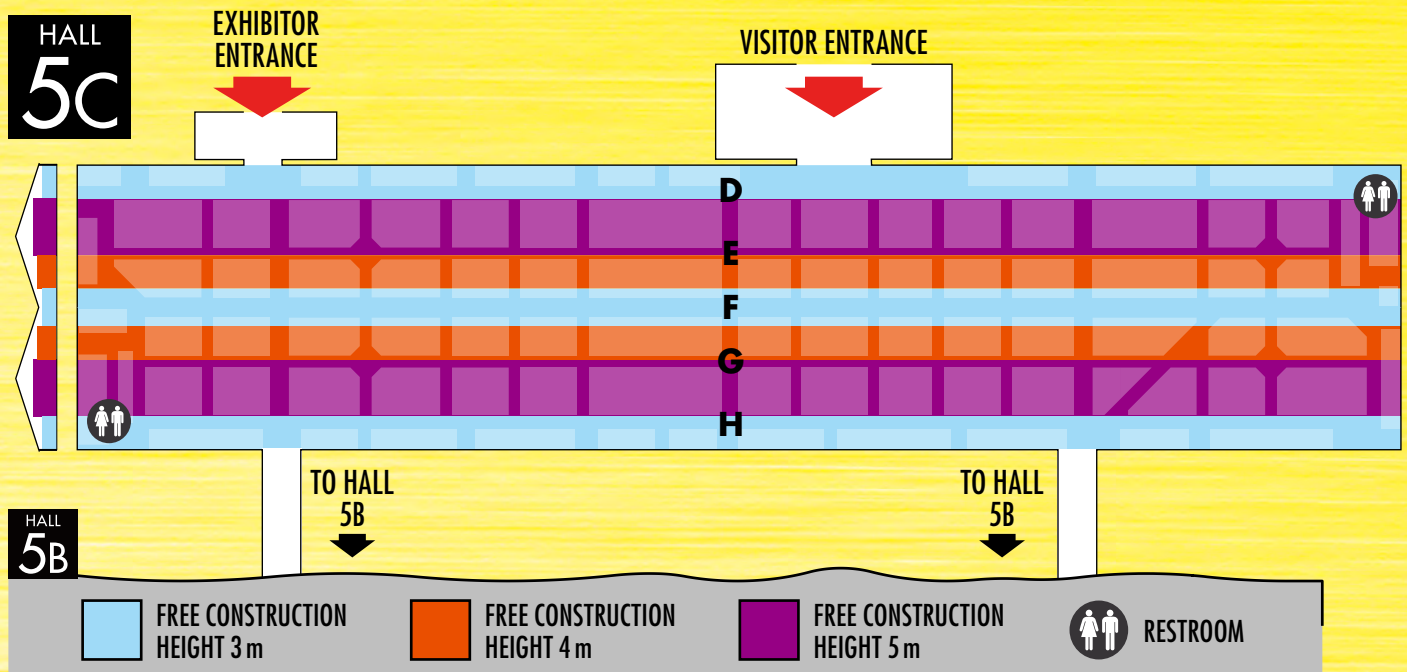 HALL
5C
EXHIBITOR
ENTRANCE
VISITOR ENTRANCE
D
E
F
G
H
TO HALL
5B
TO HALL
5B
HALL
5B
FREE CONSTRUCTION
HEIGHT 3 m
FREE CONSTRUCTION
HEIGHT 4 m
FREE CONSTRUCTION
HEIGHT 5 m
RESTROOM